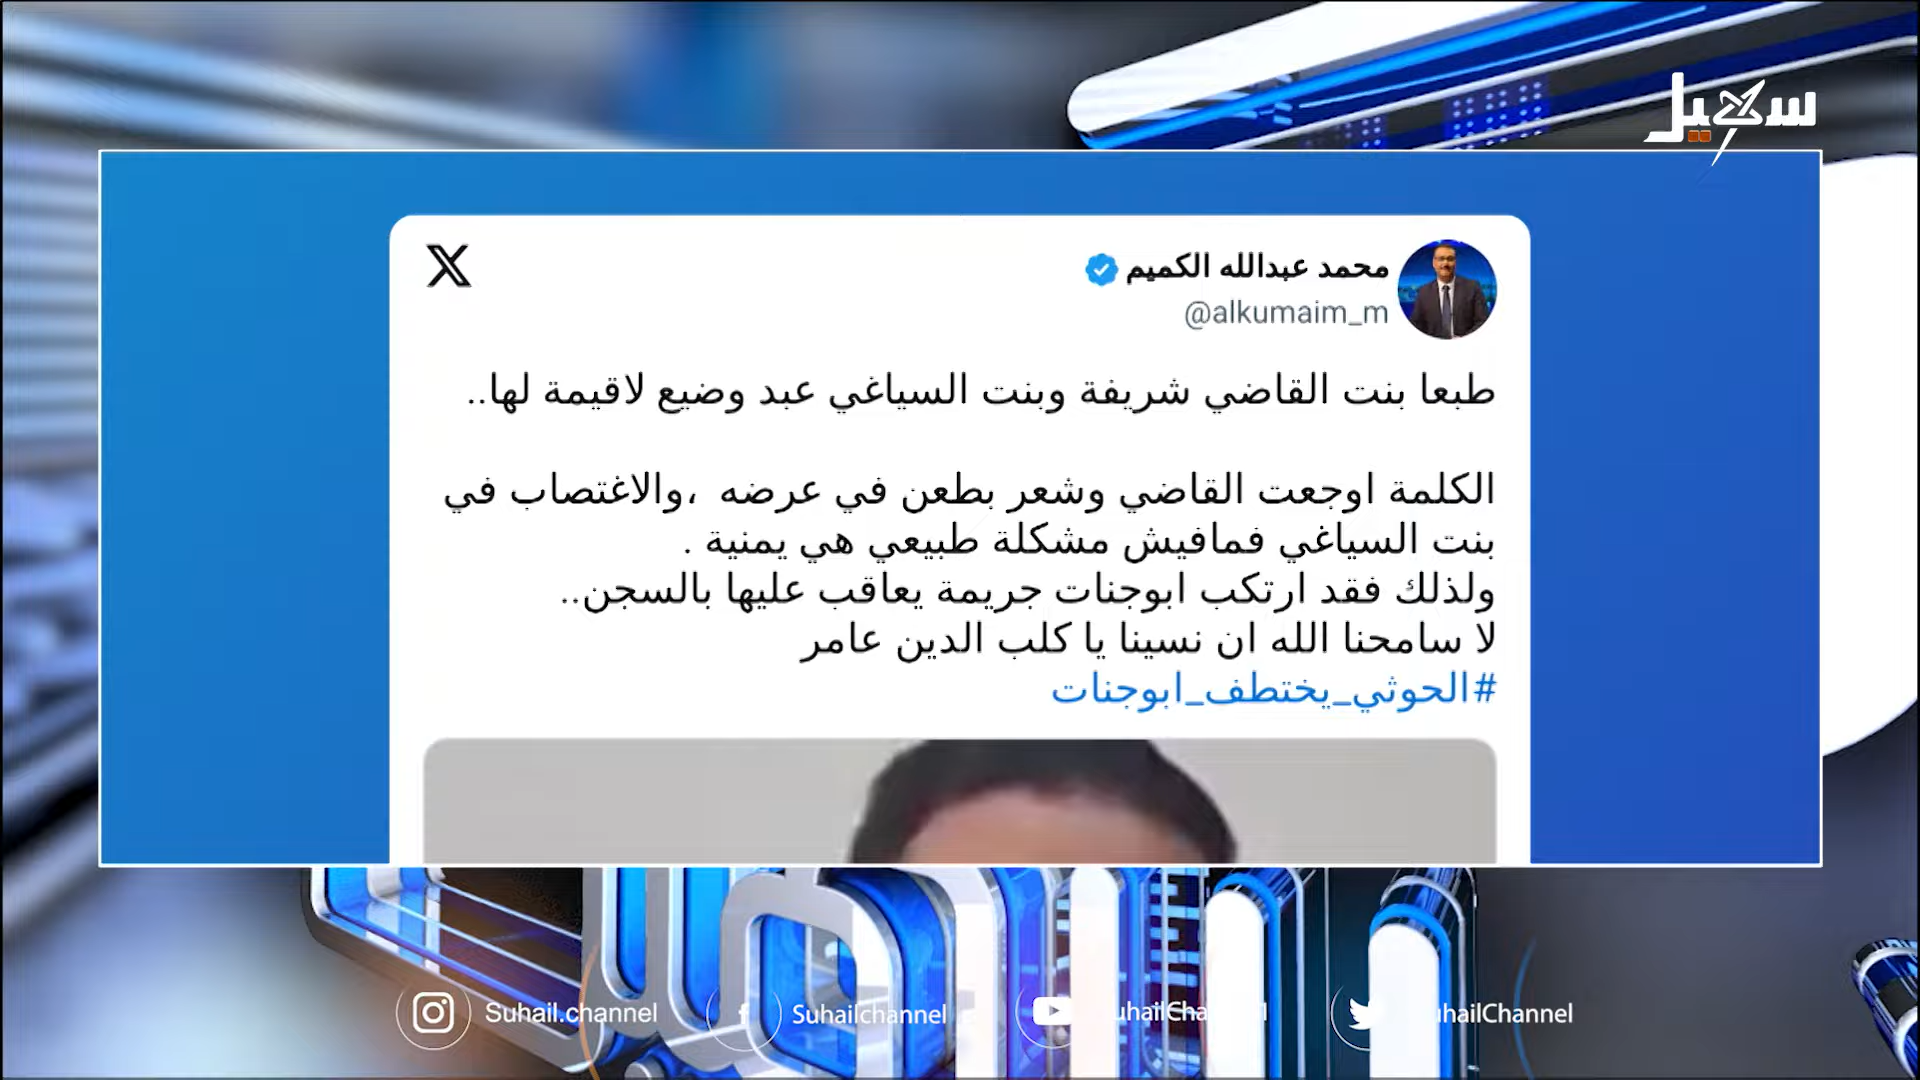 سهيل
محمد عبدالله الكميم
@alkumaim_m
طبعا بنت القاضي شريفة وبنت السياغي عبد وضيع لاقيمة لها..
الكلمة اوجعت القاضي وشعر بطعن في عرضه ،والاغتصاب في
بنت السياغي فمافيش مشكلة طبيعي هي يمنية .
ولذلك فقد ارتكب ابوجنات جريمة يعاقب عليها بالسجن..
لا سامحنا الله ان نسينا يا كلب الدين عامر
#الحوثي_يختطف_ابوجنات
Suhail.channel
Suhailchannel
SuhailChannel